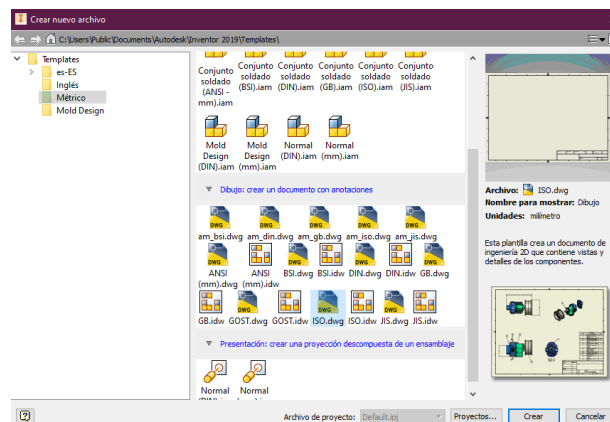 Crear nuevo archivo
C:\Users\Public\Documents\Autodesk\Inventor 2019\Templates\
Templates
es-ES
Inglés
Métrico
Mold Design
Conjunto soldado (ANSI - mm).iam
Conjunto soldado (BSI).iam
Conjunto soldado (DIN).iam
Conjunto soldado (GB).iam
Conjunto soldado (ISO).iam
Conjunto soldado (JIS).iam
Mold Design (DIN).iam
Mold Design (mm).iam
Normal (DIN).iam
Normal (mm).iam
Dibujo: crear un documento con anotaciones
DWG DWG DWG DWG DWG
am_bsi.dwg am_din.dwg am_gb.dwg am_iso.dwg am_jis.dwg
ANSI (mm).dwg
ANSI (mm).idw
BSI.dwg BSI.idw DIN.dwg DIN.idw GB.dwg
GB.idw GOST.dwg GOST.idw ISO.dwg ISO.idw JIS.dwg JIS.idw
Presentación: crear una proyección descompuesta de un ensamblaje
Normal
Normal
Archivo: ISO.dwg
Nombre para mostrar: Dibujo
Unidades: milímetro
Esta plantilla crea un documento de
ingeniería 2D que contiene vistas y
detalles de los componentes.
Archivo de proyecto: Default.ipj Proyectos... Crear Cancelar